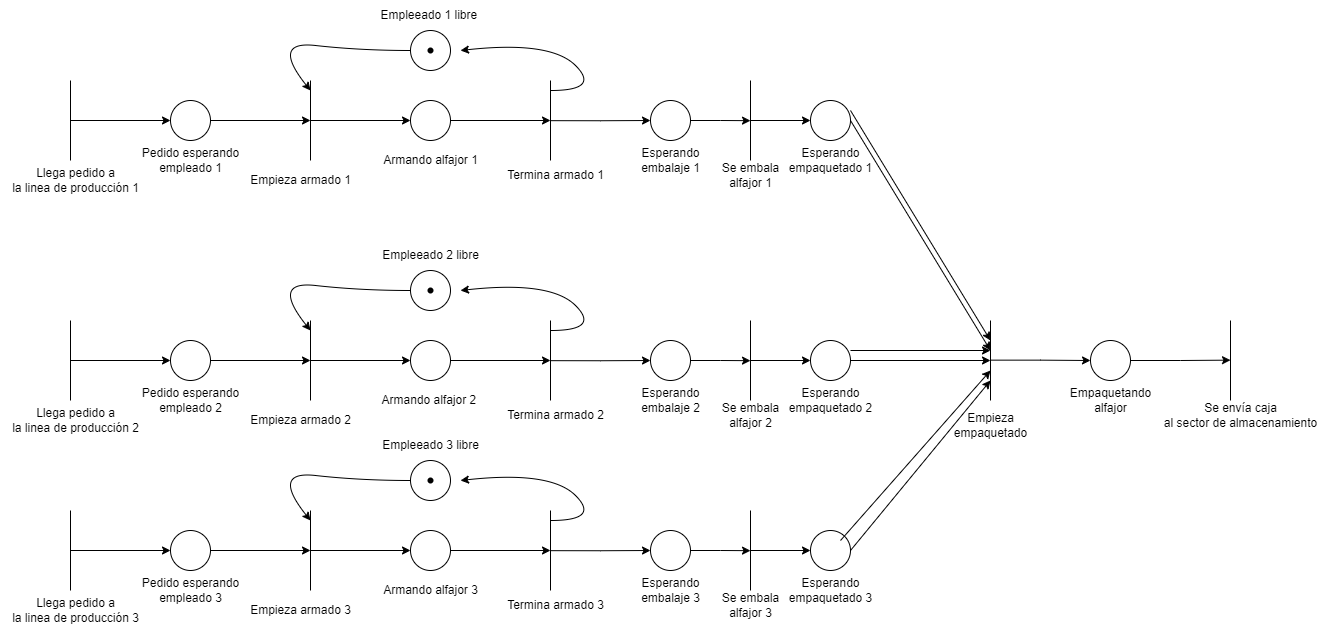 Empleeado 1 libre
Pedido esperando
empleado 1
Armando alfajor 1
Esperando
embalaje 1
Esperando
empaquetado 1
Llega pedido a
la linea de producción 1
Empieza armado 1
Termina armado 1
Se embala
alfajor 1
Empleeado 2 libre
Pedido esperando
empleado 2
Armando alfajor 2
Esperando
embalaje 2
Esperando
empaquetado 2
Empaquetando
alfajor
Llega pedido a
la linea de producción 2
Empieza armado 2
Termina armado 2
Se embala
alfajor 2
Empieza
empaquetado
Se envía caja
al sector de almacenamiento
Empleeado 3 libre
Pedido esperando
empleado 3
Armando alfajor 3
Esperando
embalaje 3
Esperando
empaquetado 3
Llega pedido a
la linea de producción 3
Empieza armado 3
Termina armado 3
Se embala
alfajor 3